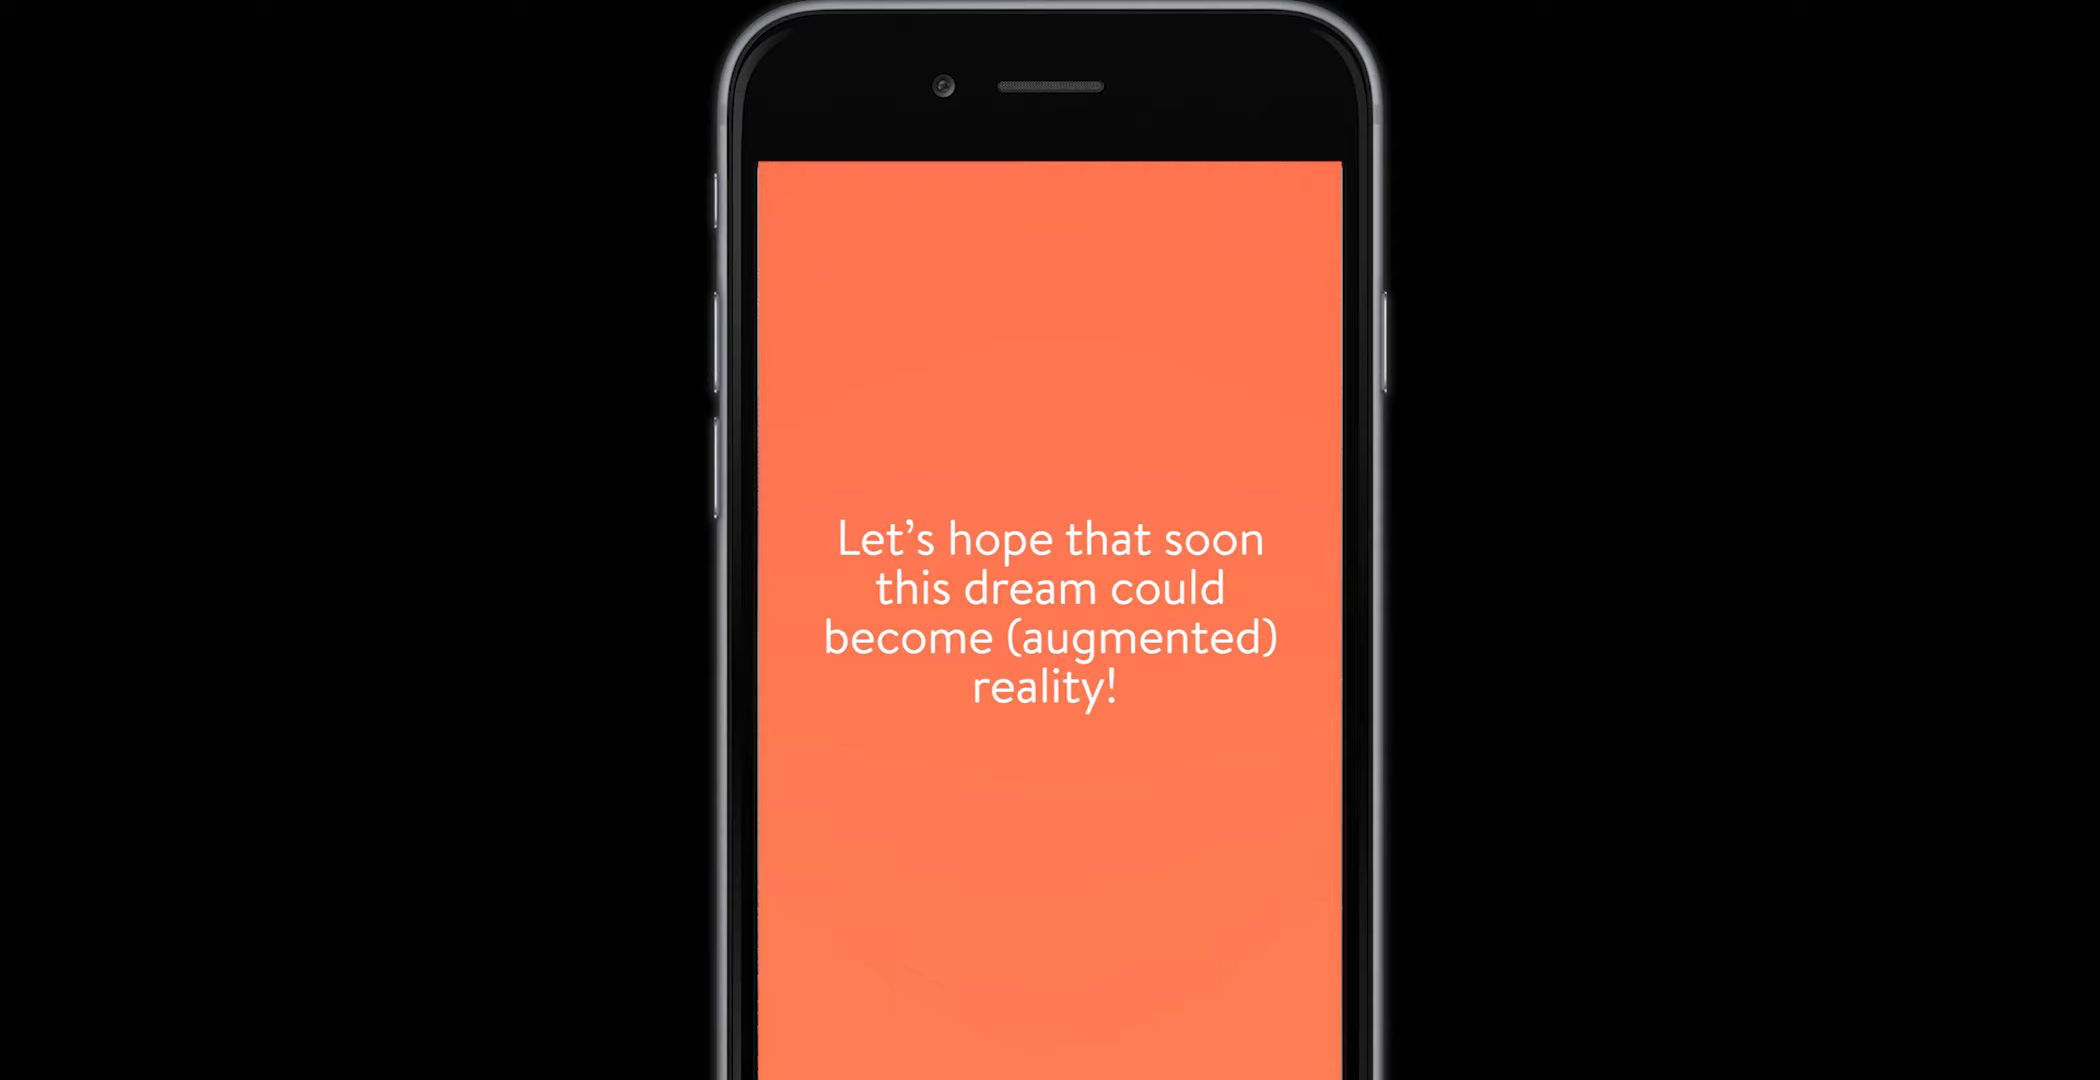 Let’s hope that soon
this dream could
become (augmented)
reality!